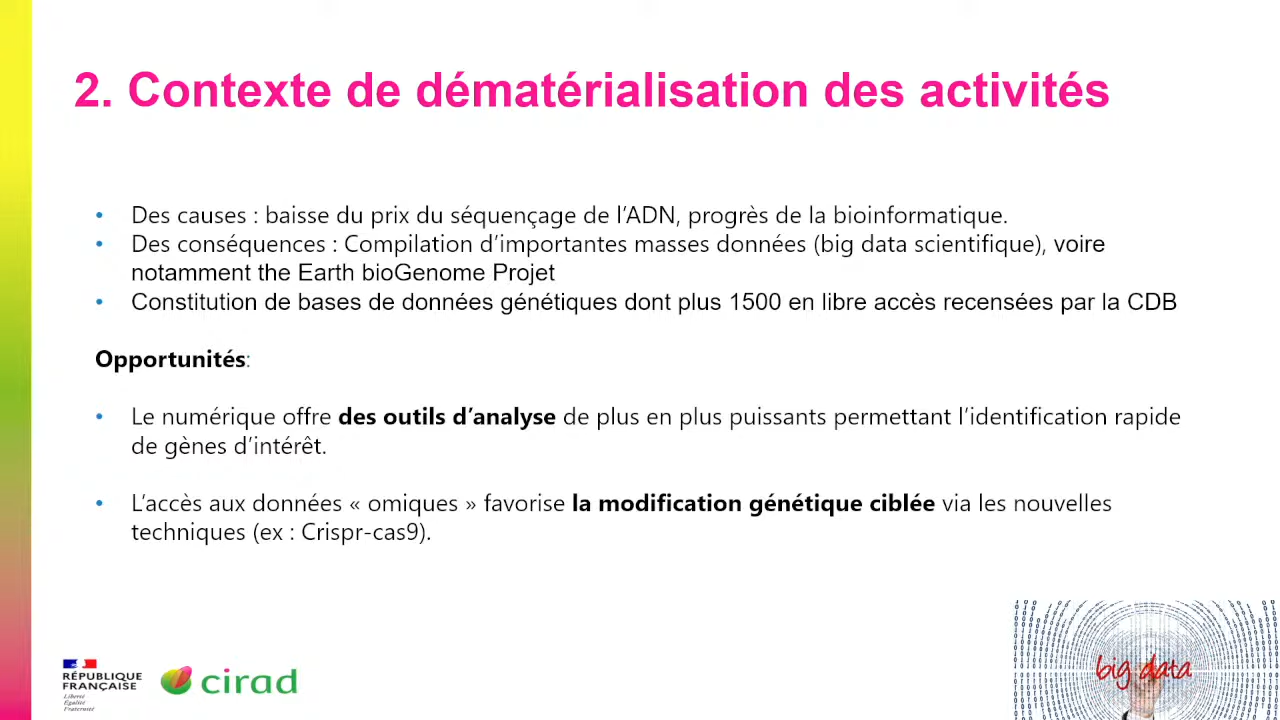 2. Contexte de dématérialisation des activités
• Des causes : baisse du prix du séquençage de l’ADN, progrès de la bioinformatique.
• Des conséquences : Compilation d’importantes masses données (big data scientifique), voire
notamment the Earth bioGenome Projet
• Constitution de bases de données génétiques dont plus 1500 en libre accès recensées par la CDB
Opportunités:
• Le numérique offre des outils d’analyse de plus en plus puissants permettant l’identification rapide
de gènes d’intérêt.
• L’accès aux données « omiques » favorise la modification génétique ciblée via les nouvelles
techniques (ex : Crispr-cas9).
RÉPUBLIQUE
FRANÇAISE
Liberté
Égalité
Fraternité
cirad
big data